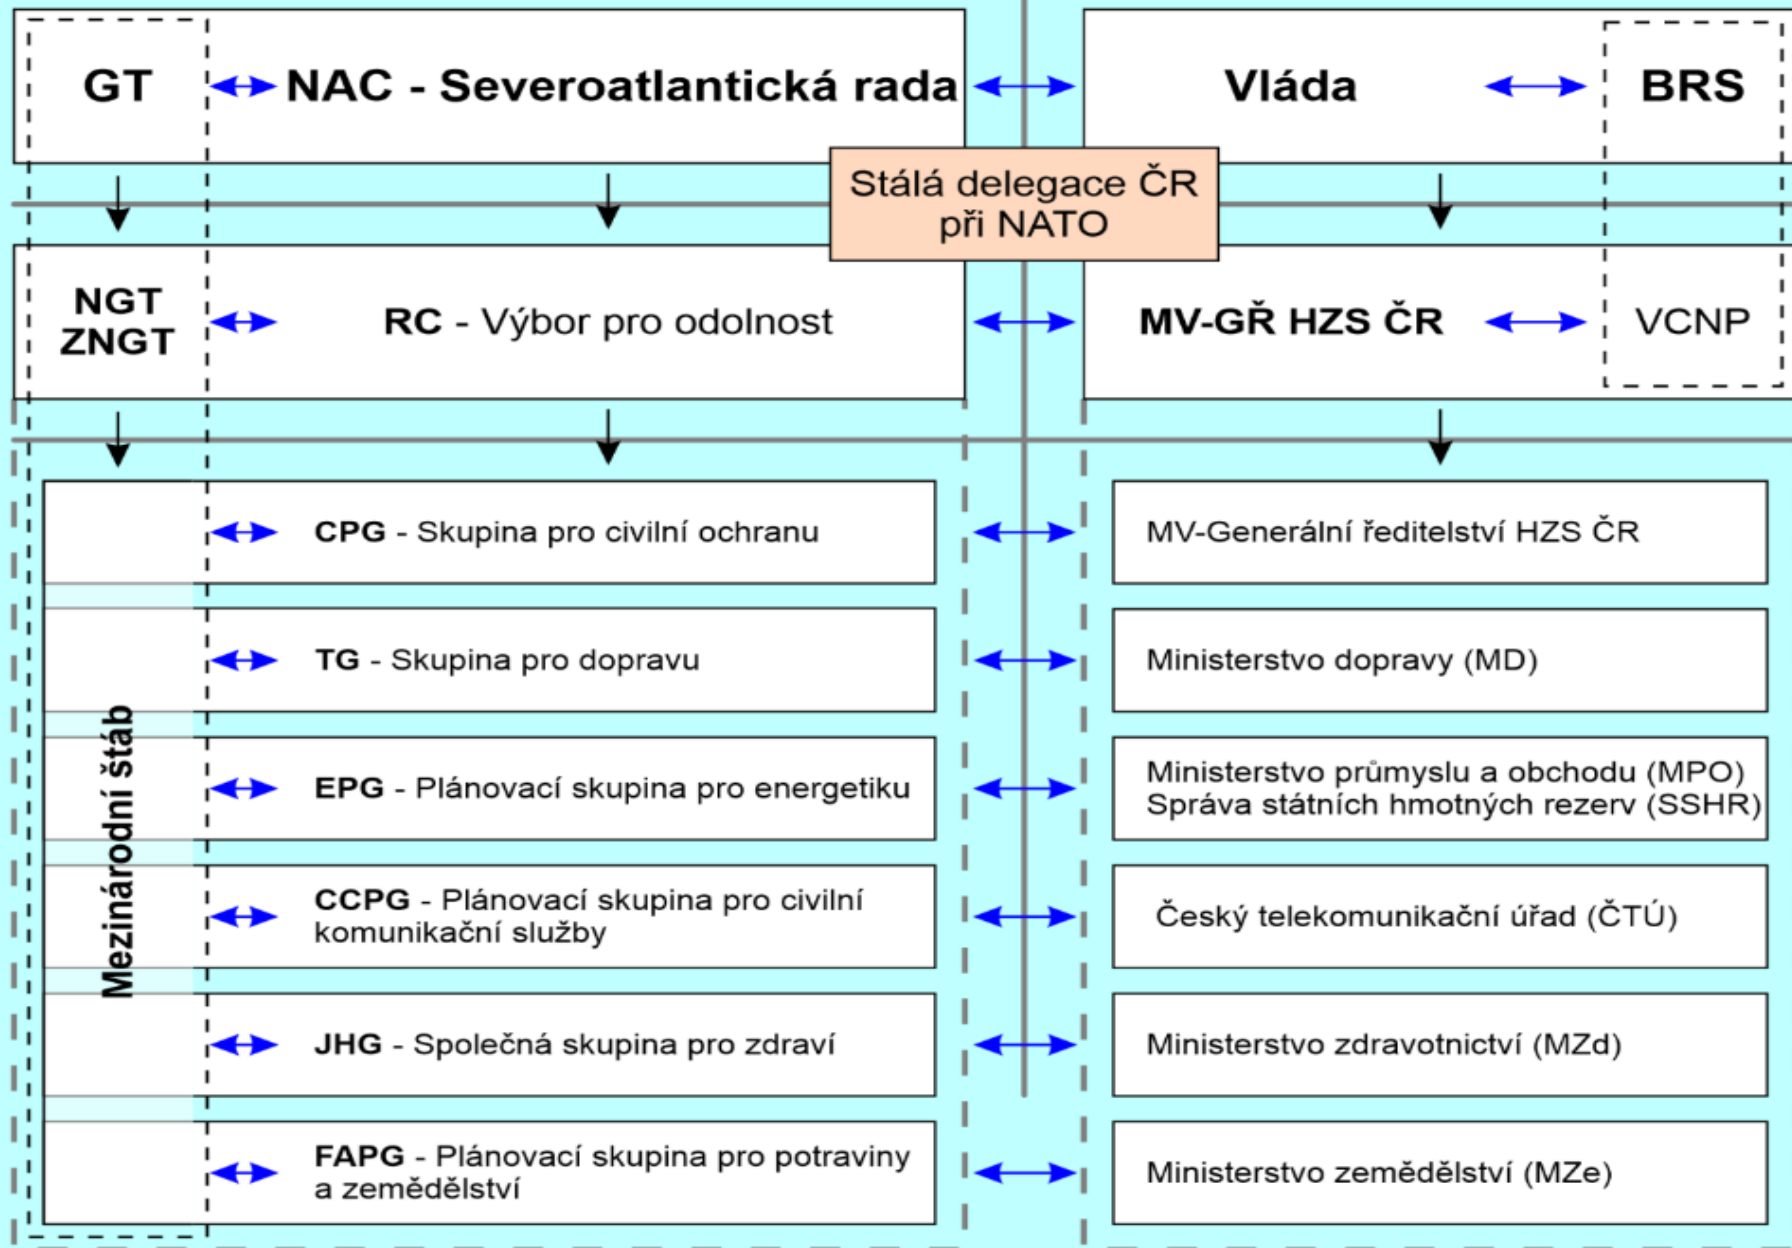 GT
NAC - Severoatlantická rada
Vláda
BRS
Stálá delegace ČR
při NATO
NGT
ZNGT
RC - Výbor pro odolnost
MV-GŘ HZS ČR
VCNP
Mezinárodní štáb
CPG - Skupina pro civilní ochranu
MV-Generální ředitelství HZS ČR
TG - Skupina pro dopravu
Ministerstvo dopravy (MD)
EPG - Plánovací skupina pro energetiku
Ministerstvo průmyslu a obchodu (MPO)
Správa státních hmotných rezerv (SSHR)
CCPG - Plánovací skupina pro civilní
komunikační služby
Český telekomunikační úřad (ČTÚ)
JHG - Společná skupina pro zdraví
Ministerstvo zdravotnictví (MZd)
FAPG - Plánovací skupina pro potraviny
a zemědělství
Ministerstvo zemědělství (MZe)